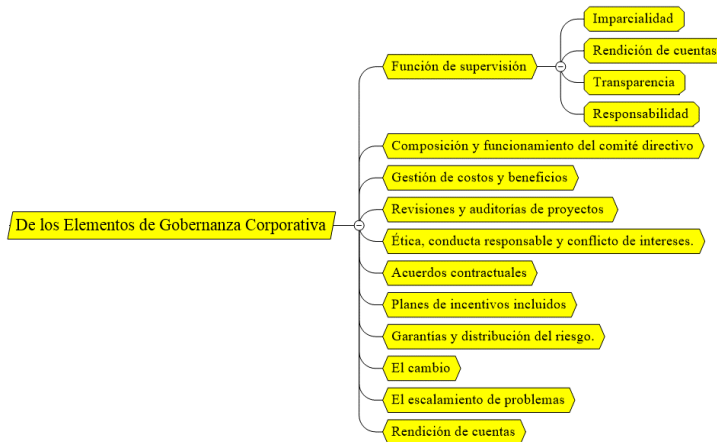 Imparcialidad
Rendición de cuentas
Función de supervisión
Transparencia
Responsabilidad
Composición y funcionamiento del comité directivo
Gestión de costos y beneficios
Revisiones y auditorías de proyectos
De los Elementos de Gobernanza Corporativa
Ética, conducta responsable y conflicto de intereses.
Acuerdos contractuales
Planes de incentivos incluidos
Garantías y distribución del riesgo.
El cambio
El escalamiento de problemas
Rendición de cuentas